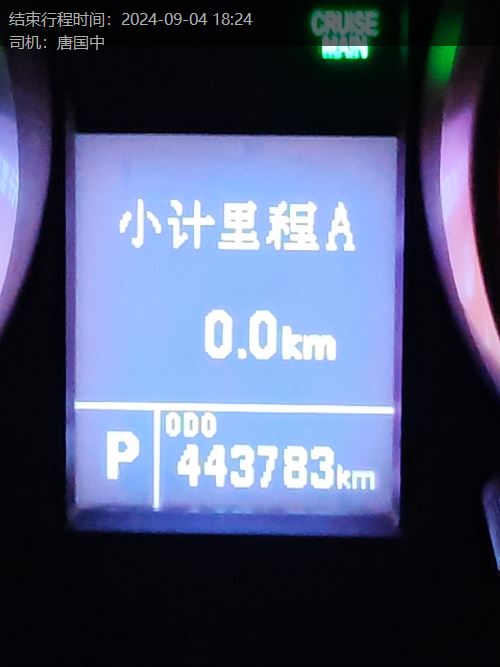 结束行程时间：2024-09-04 18:24
司机：唐国中
CRUISE
MAIN
小计里程A
0.0km
ODO
P 443783km